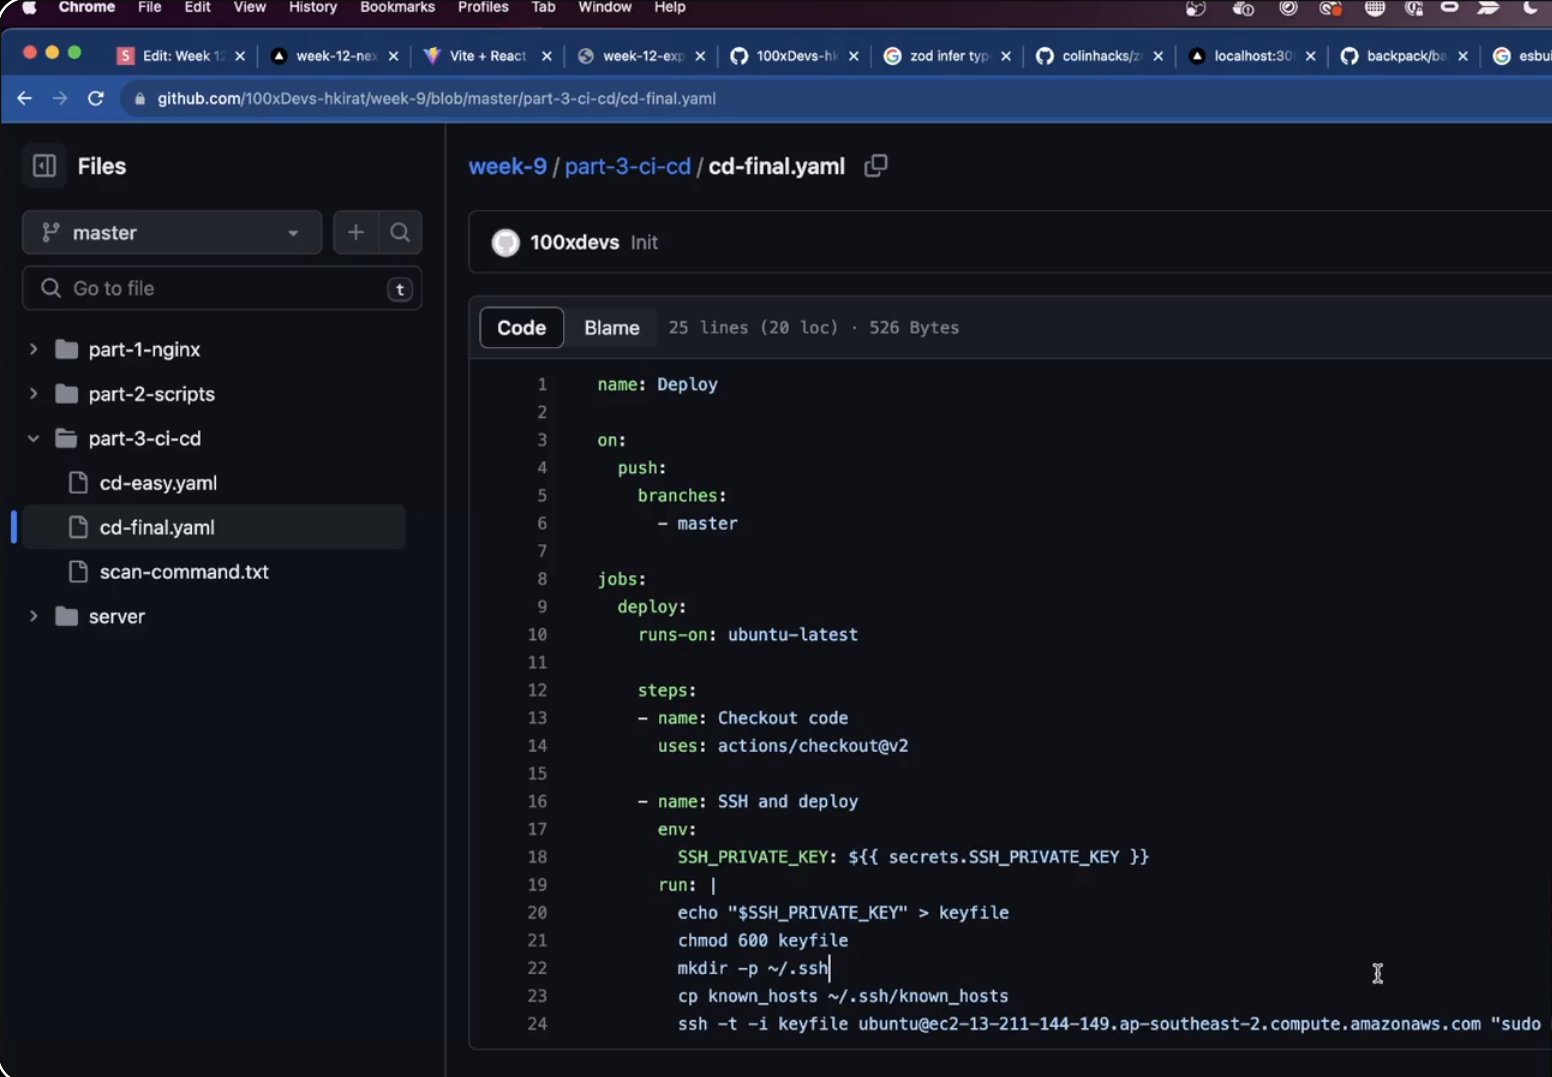 Chrome File Edit View History Bookmarks Profiles Tab Window Help
S Edit: Week 12 week-12-nex Vite + React week-12-exp 100xDevs-hk zod infer typ colinhacks/z localhost:30 backpack/ba esbui
github.com/100xDevs-hkirat/week-9/blob/master/part-3-ci-cd/cd-final.yaml
Files
master
Go to file t
part-1-nginx
part-2-scripts
part-3-ci-cd
cd-easy.yaml
cd-final.yaml
scan-command.txt
server
week-9 / part-3-ci-cd / cd-final.yaml
100xdevs Init
Code Blame 25 lines (20 loc) · 526 Bytes
1 name: Deploy
2
3 on:
4 push:
5 branches:
6 - master
7
8 jobs:
9 deploy:
10 runs-on: ubuntu-latest
11
12 steps:
13 - name: Checkout code
14 uses: actions/checkout@v2
15
16 - name: SSH and deploy
17 env:
18 SSH_PRIVATE_KEY: ${{ secrets.SSH_PRIVATE_KEY }}
19 run: |
20 echo "$SSH_PRIVATE_KEY" > keyfile
21 chmod 600 keyfile
22 mkdir -p ~/.ssh
23 cp known_hosts ~/.ssh/known_hosts
24 ssh -t -i keyfile ubuntu@ec2-13-211-144-149.ap-southeast-2.compute.amazonaws.com "sudo